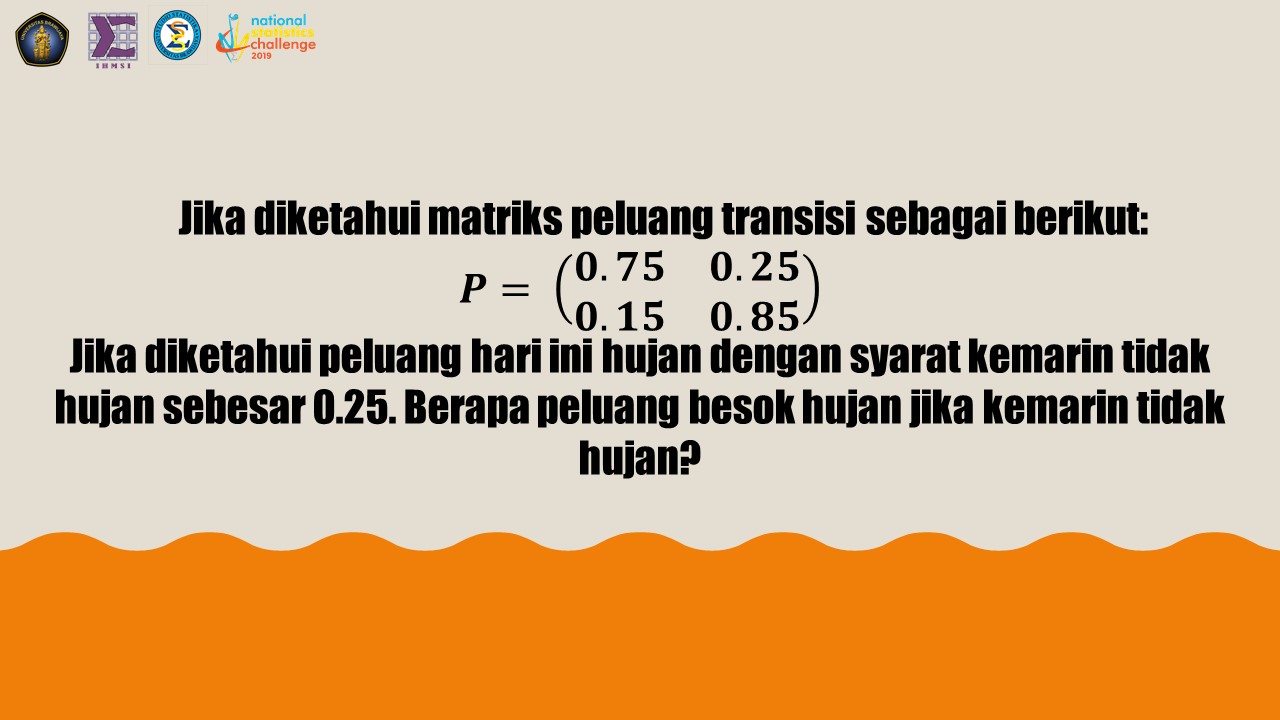 UNIVERSITAS BRAWIJAYA
IHMSI
national
statistics
challenge
2019
Jika diketahui matriks peluang transisi sebagai berikut:
P = (0.75 0.25
0.15 0.85)
Jika diketahui peluang hari ini hujan dengan syarat kemarin tidak
hujan sebesar 0.25. Berapa peluang besok hujan jika kemarin tidak
hujan?